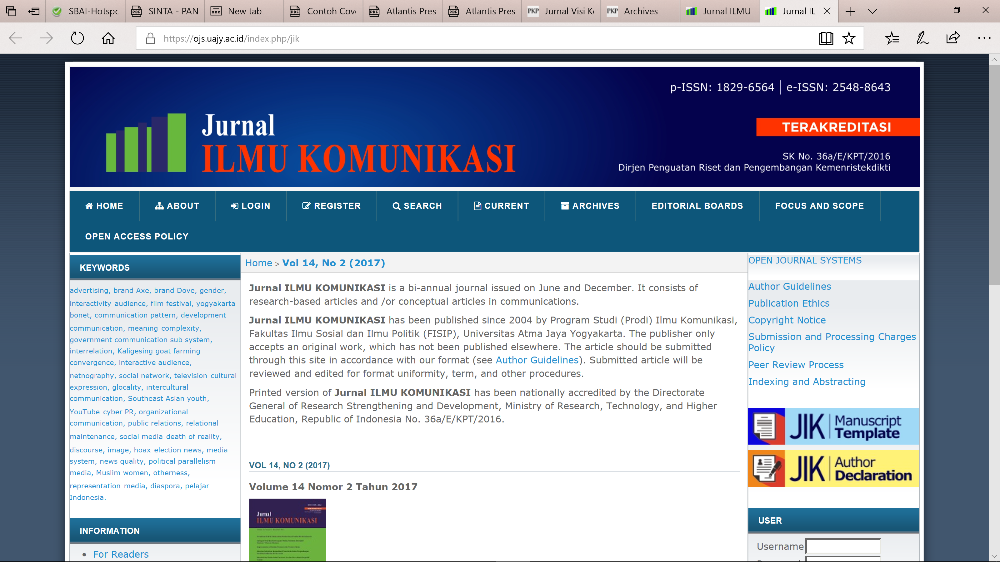 SBAI-Hotspo
SINTA - PAN
New tab
Contoh Cov
Atlantis Pres
Atlantis Pres
PKP Jurnal Visi Ko
PKP Archives
Jurnal ILMU
Jurnal IL
https://ojs.uajy.ac.id/index.php/jik
p-ISSN: 1829-6564 | e-ISSN: 2548-8643
TERAKREDITASI
Jurnal
ILMU KOMUNIKASI
SK No. 36a/E/KPT/2016
Dirjen Penguatan Riset dan Pengembangan Kemenristekdikti
HOME ABOUT LOGIN REGISTER SEARCH CURRENT ARCHIVES EDITORIAL BOARDS FOCUS AND SCOPE
OPEN ACCESS POLICY
KEYWORDS
advertising, brand Axe, brand Dove, gender,
interactivity audience, film festival, yogyakarta
bonet, communication pattern, development
communication, meaning complexity,
government communication sub system,
interrelation, Kaligesing goat farming
convergence, interactive audience,
netnography, social network, television cultural
expression, glocality, intercultural
communication, Southeast Asian youth,
YouTube cyber PR, organizational
communication, public relations, relational
maintenance, social media death of reality,
discourse, image, hoax election news, media
system, news quality, political parallelism
media, Muslim women, otherness,
representation media, diaspora, pelajar
Indonesia.
INFORMATION
• For Readers
Home > Vol 14, No 2 (2017)
Jurnal ILMU KOMUNIKASI is a bi-annual journal issued on June and December. It consists of
research-based articles and /or conceptual articles in communications.
Jurnal ILMU KOMUNIKASI has been published since 2004 by Program Studi (Prodi) Ilmu Komunikasi,
Fakultas Ilmu Sosial dan Ilmu Politik (FISIP), Universitas Atma Jaya Yogyakarta. The publisher only
accepts an original work, which has not been published elsewhere. The article should be submitted
through this site in accordance with our format (see Author Guidelines). Submitted article will be
reviewed and edited for format uniformity, term, and other procedures.
Printed version of Jurnal ILMU KOMUNIKASI has been nationally accredited by the Directorate
General of Research Strengthening and Development, Ministry of Research, Technology, and Higher
Education, Republic of Indonesia No. 36a/E/KPT/2016.
VOL 14, NO 2 (2017)
Volume 14 Nomor 2 Tahun 2017
Jurnal
ILMU KOMUNIKASI
OPEN JOURNAL SYSTEMS
Author Guidelines
Publication Ethics
Copyright Notice
Submission and Processing Charges
Policy
Peer Review Process
Indexing and Abstracting
JIK | Manuscript
Template
JIK | Author
Declaration
USER
Username